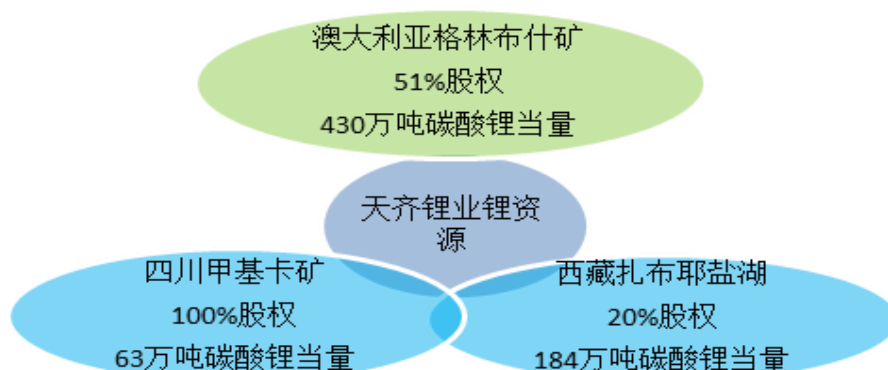 澳大利亚格林布什矿
51%股权
430万吨碳酸锂当量
天齐锂业锂资
源
四川甲基卡矿
100%股权
63万吨碳酸锂当量
西藏扎布耶盐湖
20%股权
184万吨碳酸锂当量